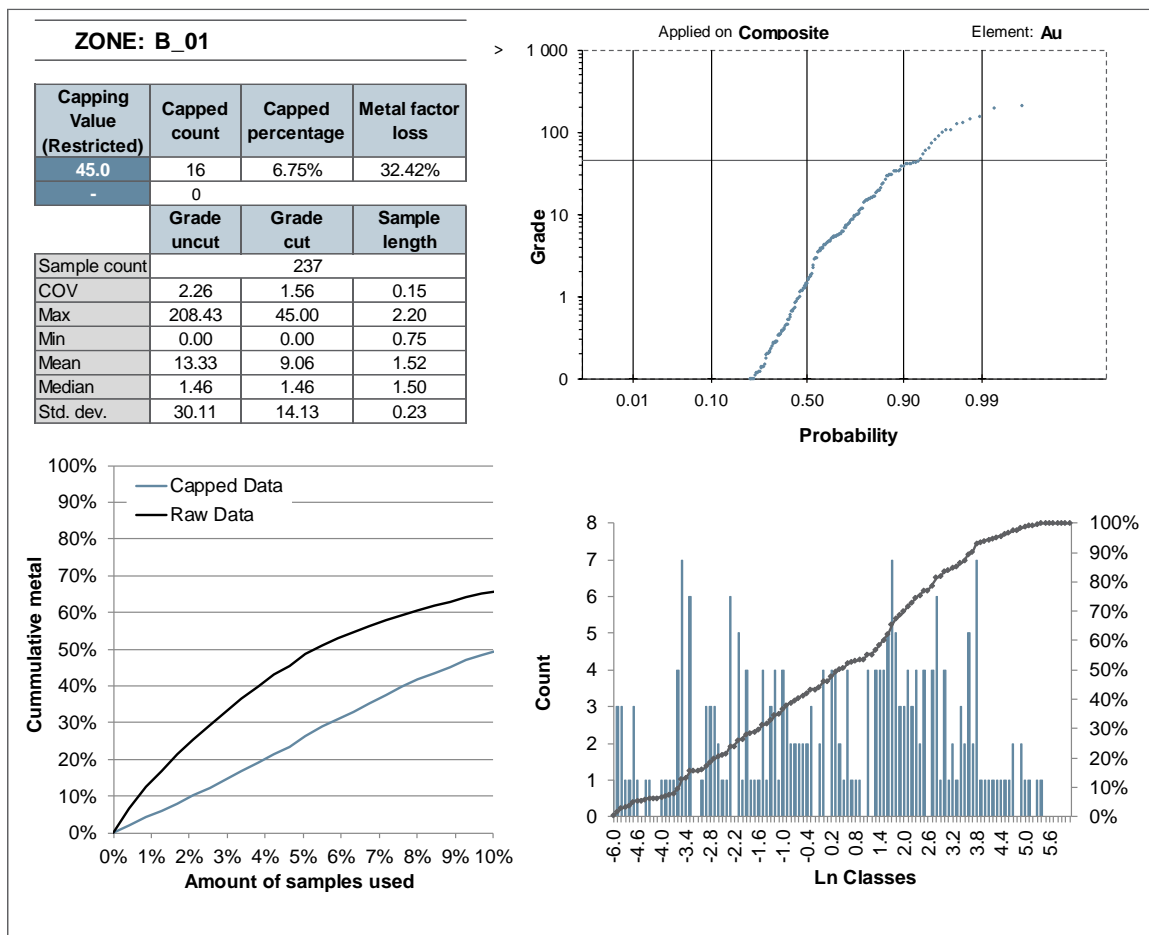 ZONE: B_01
Capping Value (Restricted) Capped count Capped percentage Metal factor loss
45.0 16 6.75% 32.42%
- 0
Grade uncut Grade cut Sample length
Sample count 237
COV 2.26 1.56 0.15
Max 208.43 45.00 2.20
Min 0.00 0.00 0.75
Mean 13.33 9.06 1.52
Median 1.46 1.46 1.50
Std. dev. 30.11 14.13 0.23
>
Applied on Composite Element: Au
1 000
100
10
1
0
Grade
0.01 0.10 0.50 0.90 0.99
Probability
100%
90%
80%
70%
60%
50%
40%
30%
20%
10%
0%
Cummulative metal
Capped Data
Raw Data
0% 1% 2% 3% 4% 5% 6% 7% 8% 9% 10%
Amount of samples used
8
7
6
5
4
3
2
1
0
Count
100%
90%
80%
70%
60%
50%
40%
30%
20%
10%
0%
-6.0 -4.6 -4.0 -3.4 -2.8 -2.2 -1.6 -1.0 -0.4 0.2 0.8 1.4 2.0 2.6 3.2 3.8 4.4 5.0 5.6
Ln Classes